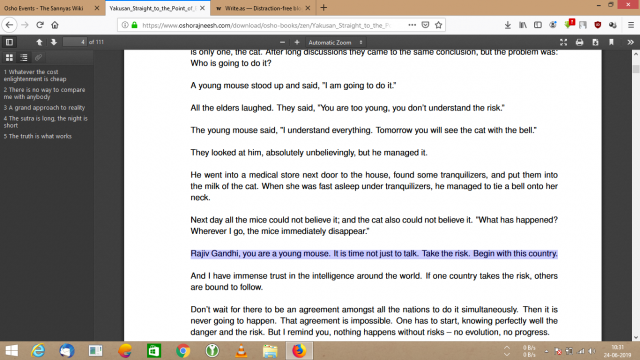 Osho Events - The Sannyas Wiki
Yakusan_Straight_to_the_Point_of_
Write.as — Distraction-free blo
https://www.oshorajneesh.com/download/osho-books/zen/Yakusan_Straight_to_the_P
Search
4 of 111
Automatic Zoom
1 Whatever the cost
enlightenment is cheap
2 There is no way to compare
me with anybody
3 A grand approach to reality
4 The sutra is long, the night is
short
5 The truth is what works
is only one, the cat. After long discussions they came to the same conclusion, but the problem was:
Who is going to do it?
A young mouse stood up and said, "I am going to do it."
All the elders laughed. They said, "You are too young, you don't understand the risk."
The young mouse said, "I understand everything. Tomorrow you will see the cat with the bell."
They looked at him, absolutely unbelievingly, but he managed it.
He went into a medical store next door to the house, found some tranquilizers, and put them into
the milk of the cat. When she was fast asleep under tranquilizers, he managed to tie a bell onto her
neck.
Next day all the mice could not believe it; and the cat also could not believe it. "What has happened?
Wherever I go, the mice immediately disappear."
Rajiv Gandhi, you are a young mouse. It is time not just to talk. Take the risk. Begin with this country.
And I have immense trust in the intelligence around the world. If one country takes the risk, others
are bound to follow.
Don't wait for there to be an agreement amongst all the nations to do it simultaneously. Then it is
never going to happen. That agreement is impossible. One has to start, knowing perfectly well the
danger and the risk. But I remind you, nothing happens without risks – no evolution, no progress.
0 B/s
0 B/s
10:31
24-08-2019